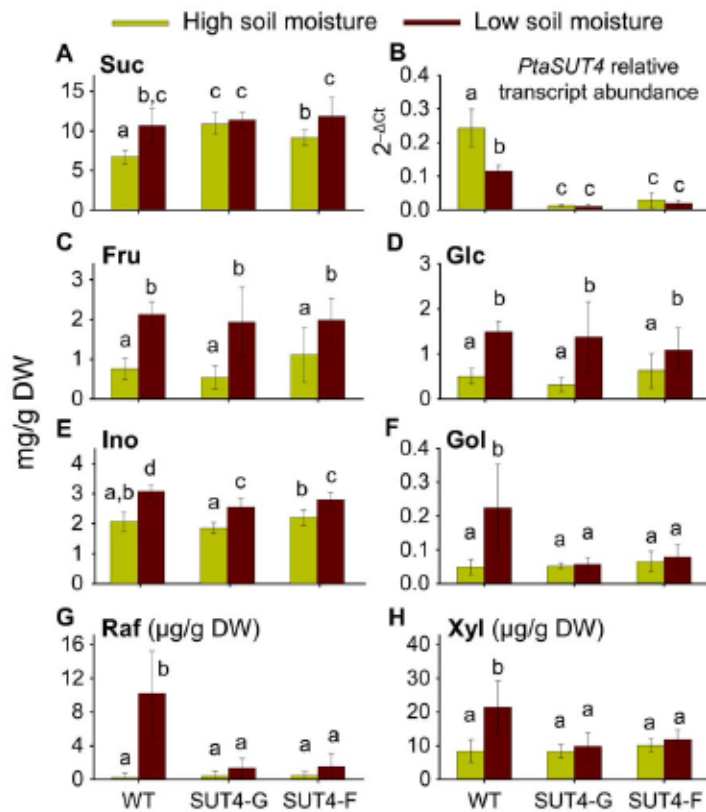 High soil moisture Low soil moisture
A Suc
15
10
5
0
a b,c c c b c
B PtaSUT4 relative
transcript abundance
2^−ΔCt
0.4
0.3
0.2
0.1
0.0
a b c c c c
mg/g DW
C Fru
3
2
1
0
a b a b a b
D Glc
3
2
1
0
a b a b a b
E Ino
4
3
2
1
0
a,b d a c b c
F Gol
0.4
0.3
0.2
0.1
0.0
a b a a a a
G Raf (µg/g DW)
16
12
8
4
0
a b a a a a
WT SUT4-G SUT4-F
H Xyl (µg/g DW)
40
30
20
10
0
a b a a a a
WT SUT4-G SUT4-F